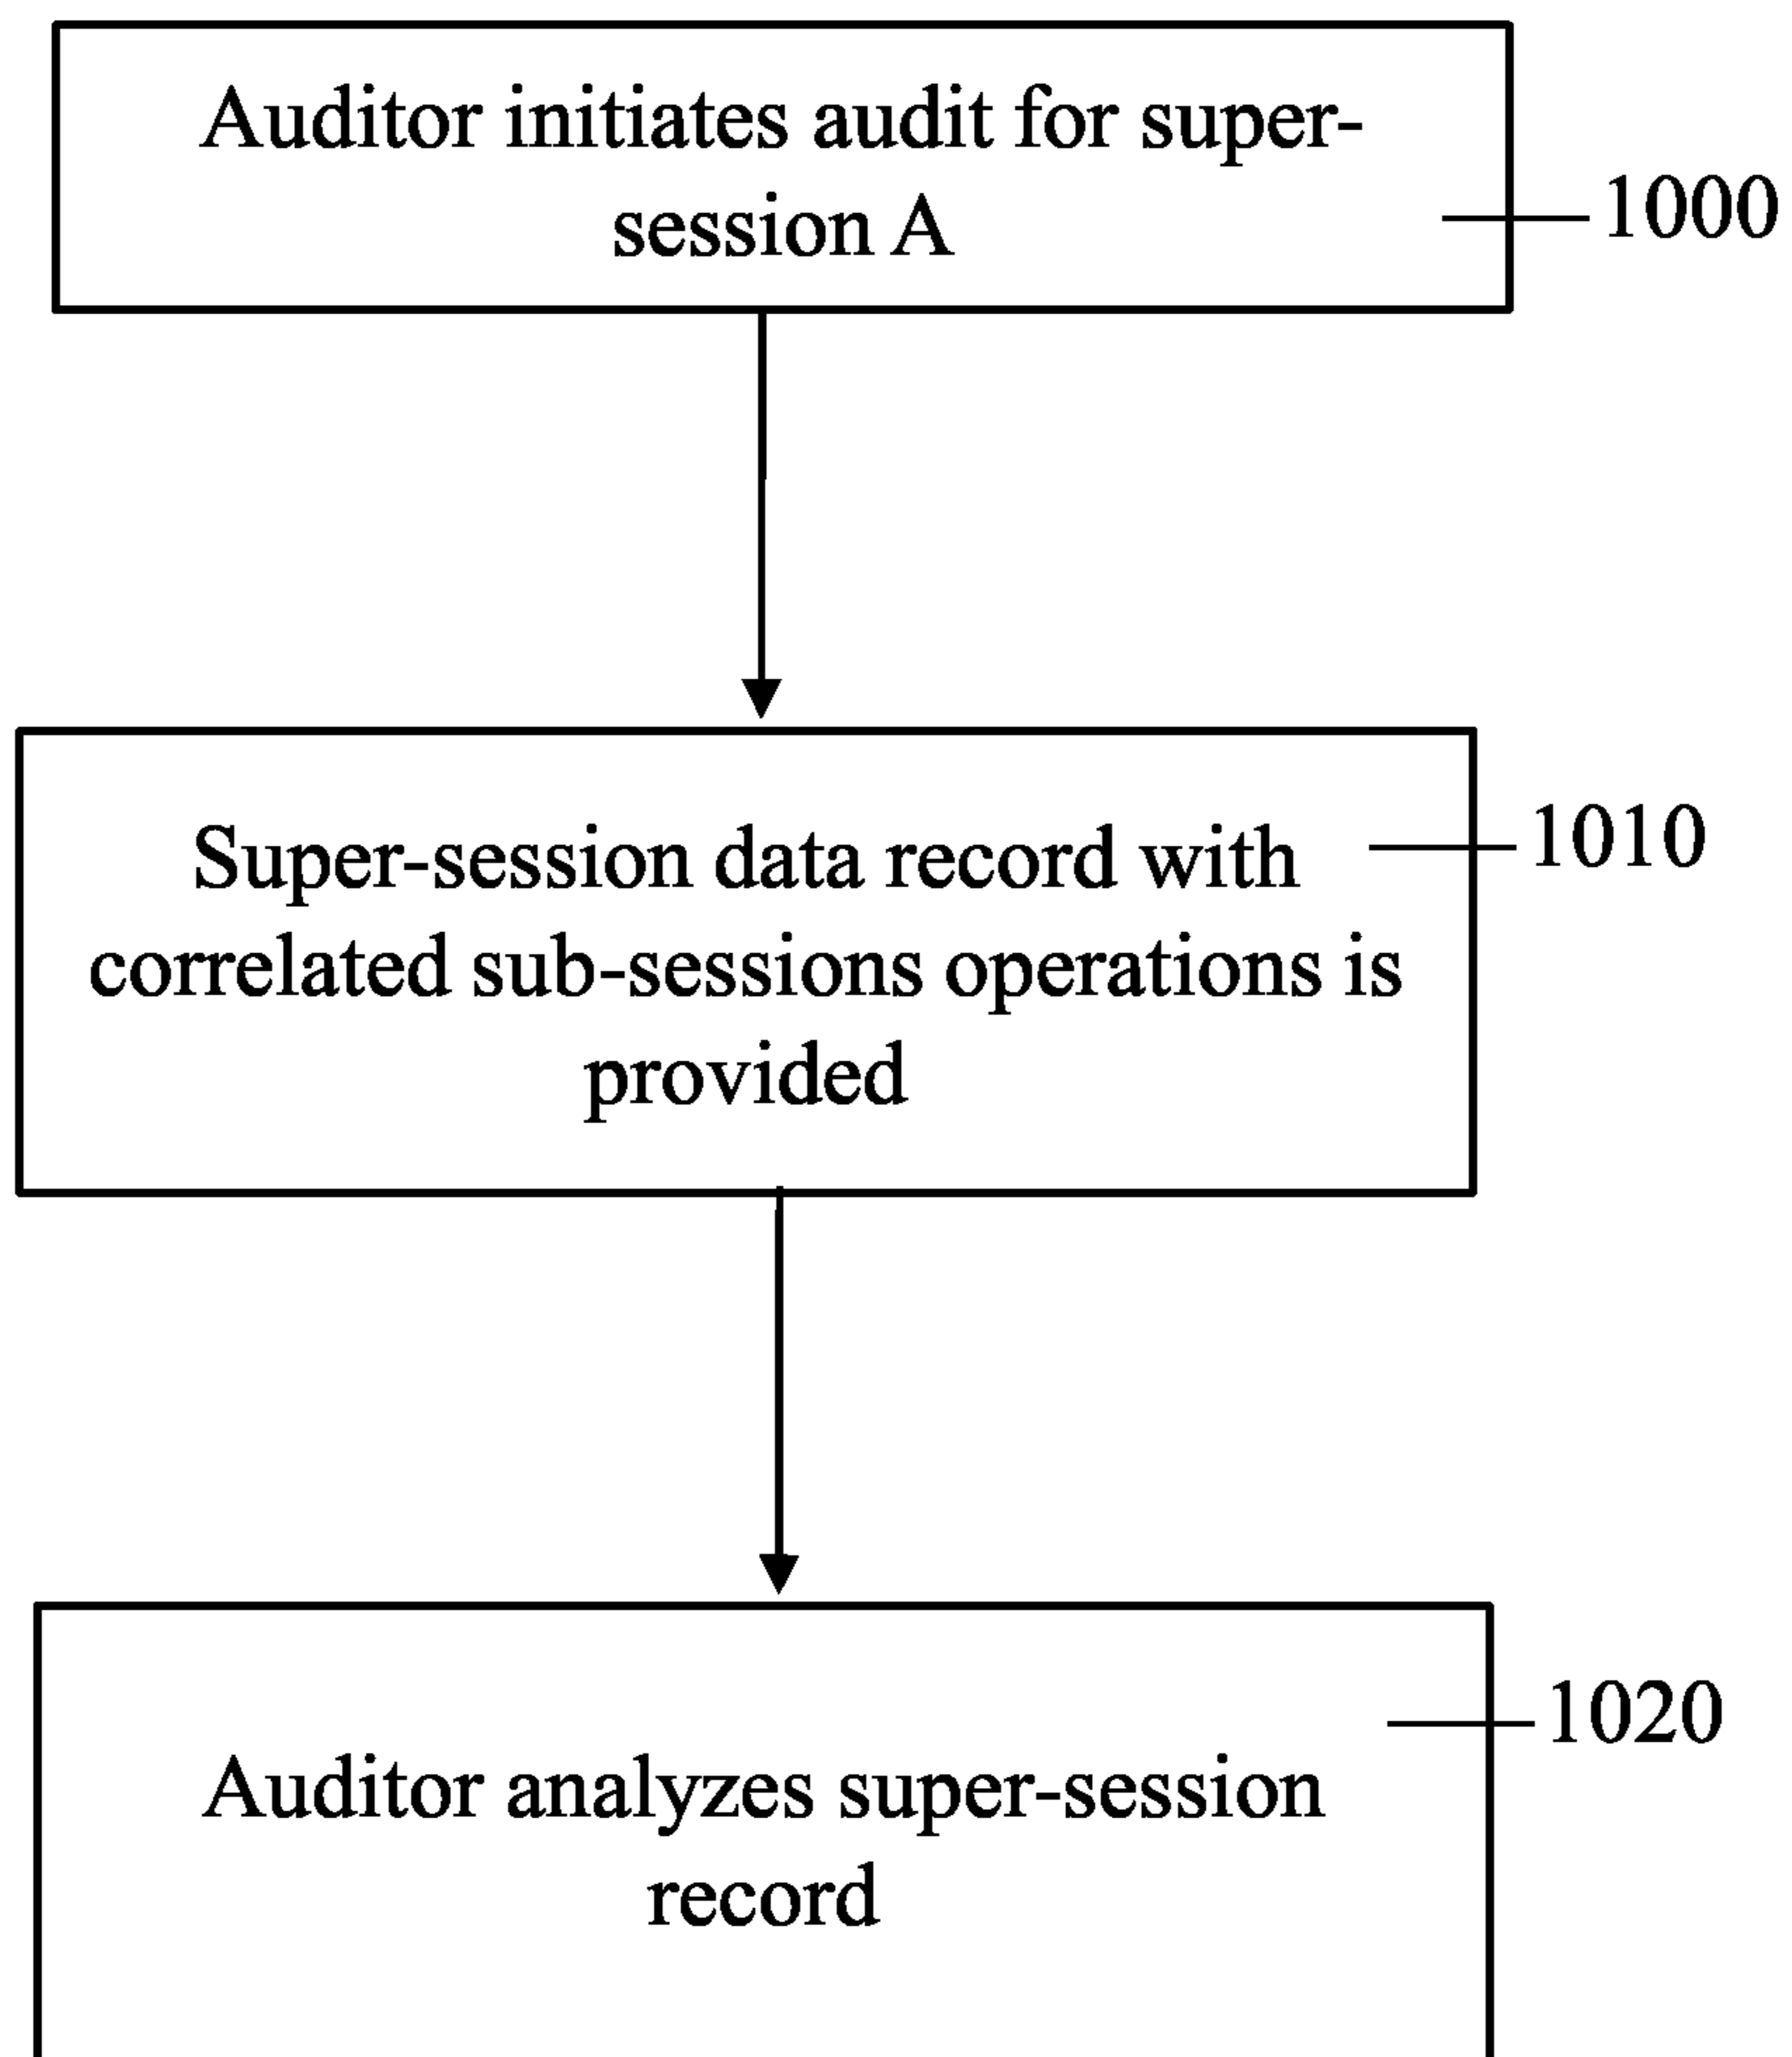 Auditor initiates audit for super-
session A
1000
Super-session data record with
correlated sub-sessions operations is
provided
1010
Auditor analyzes super-session
record
1020